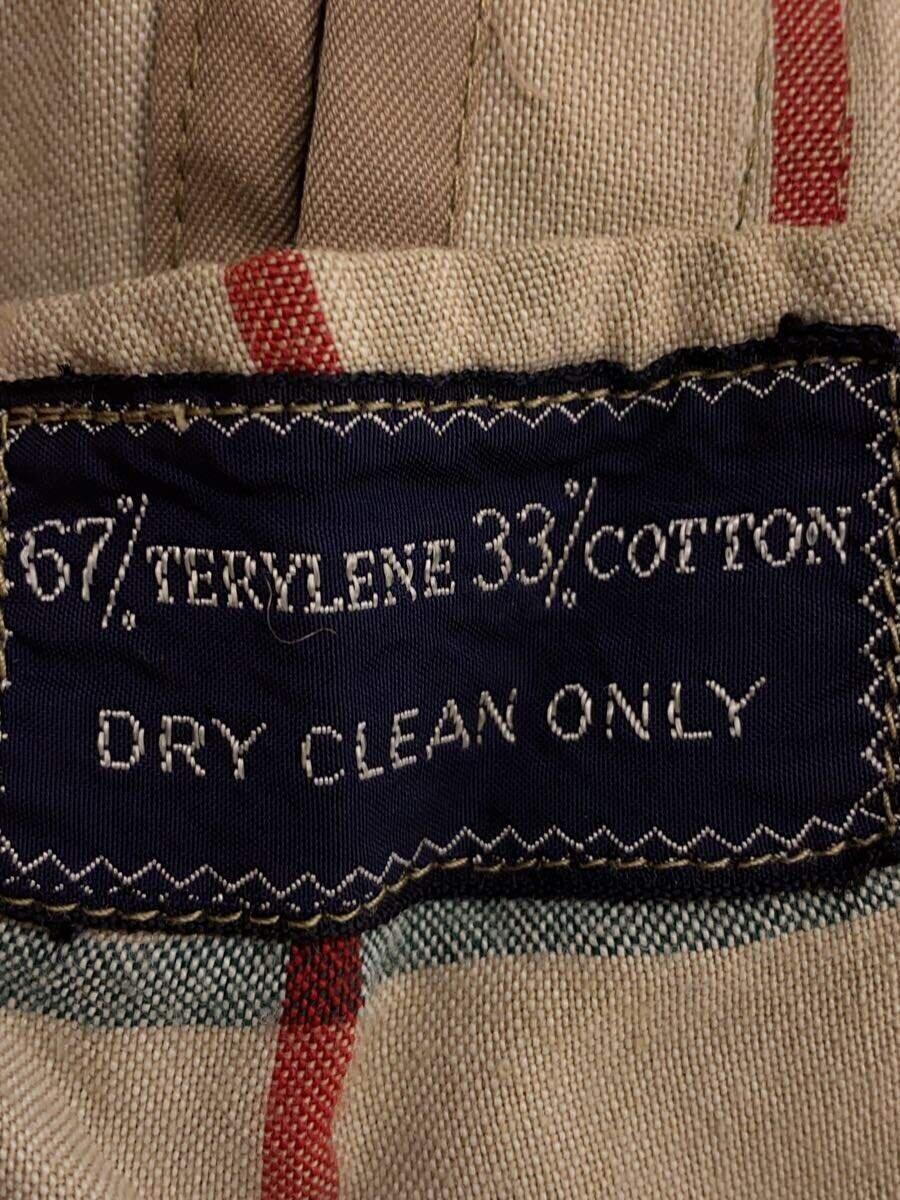 67% TERYLENE 33% COTTON
DRY CLEAN ONLY